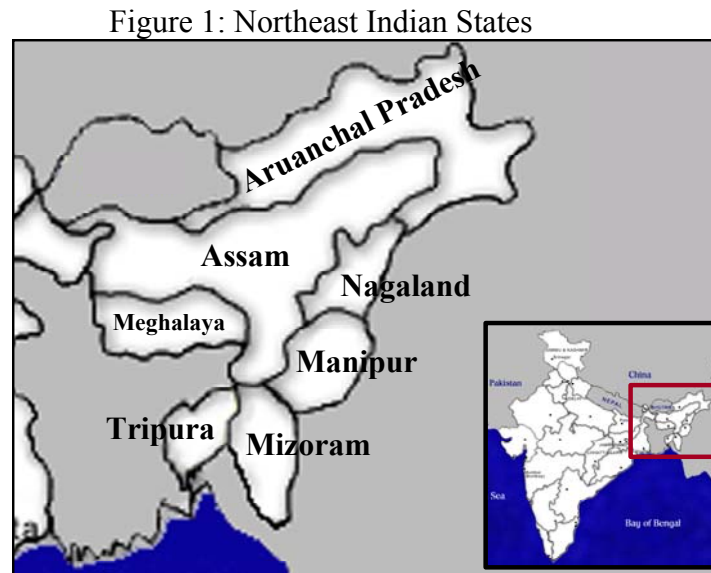 Figure 1: Northeast Indian States
Aruanchal Pradesh
Assam
Nagaland
Meghalaya
Manipur
Tripura
Mizoram
China
Pakistan
NEPAL
Sea
Bay of Bengal